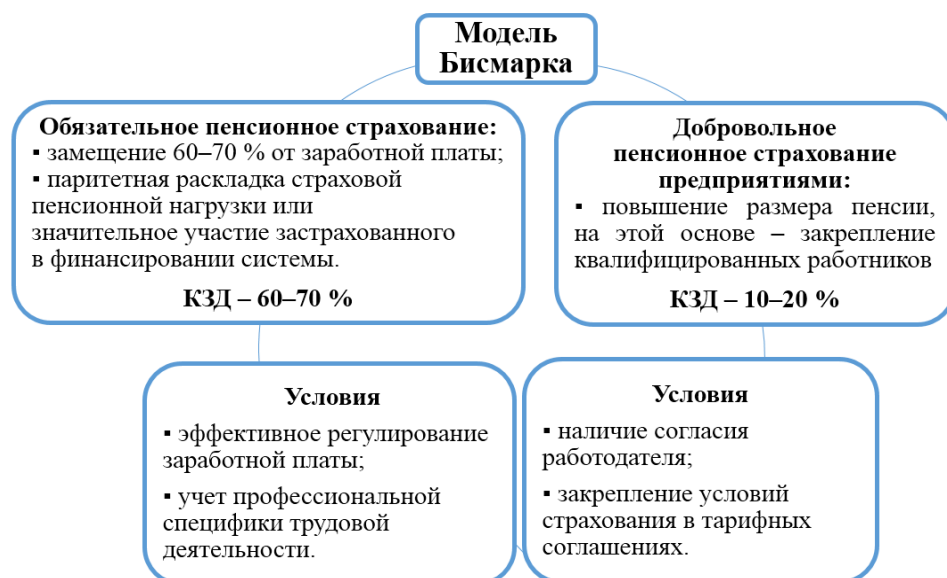 Модель
Бисмарка
Обязательное пенсионное страхование:
▪ замещение 60–70 % от заработной платы;
▪ паритетная раскладка страховой
пенсионной нагрузки или
значительное участие застрахованного
в финансировании системы.
КЗД – 60–70 %
Добровольное
пенсионное страхование
предприятиями:
▪ повышение размера пенсии,
на этой основе – закрепление
квалифицированных работников
КЗД – 10–20 %
Условия
▪ эффективное регулирование
заработной платы;
▪ учет профессиональной
специфики трудовой
деятельности.
Условия
▪ наличие согласия
работодателя;
▪ закрепление условий
страхования в тарифных
соглашениях.